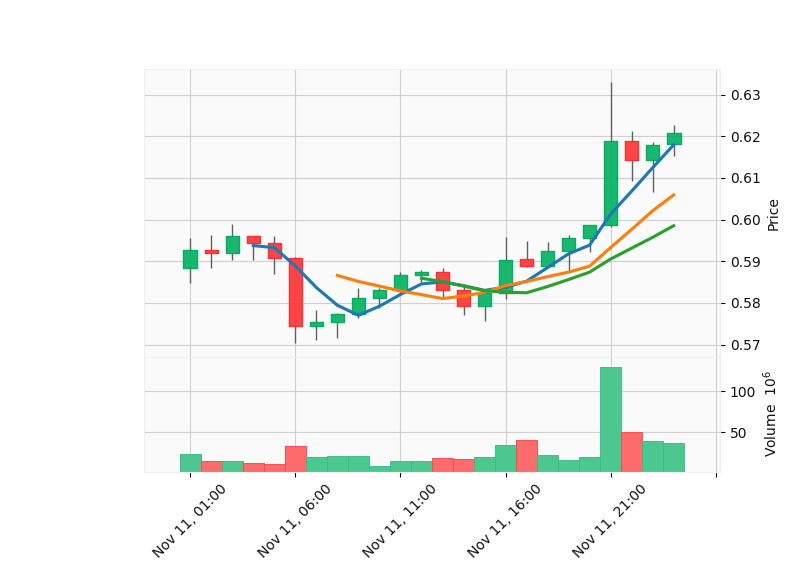 0.63
0.62
0.61
0.60
0.59
0.58
0.57
Price
100
50
Volume 10^6
Nov 11, 01:00
Nov 11, 06:00
Nov 11, 11:00
Nov 11, 16:00
Nov 11, 21:00